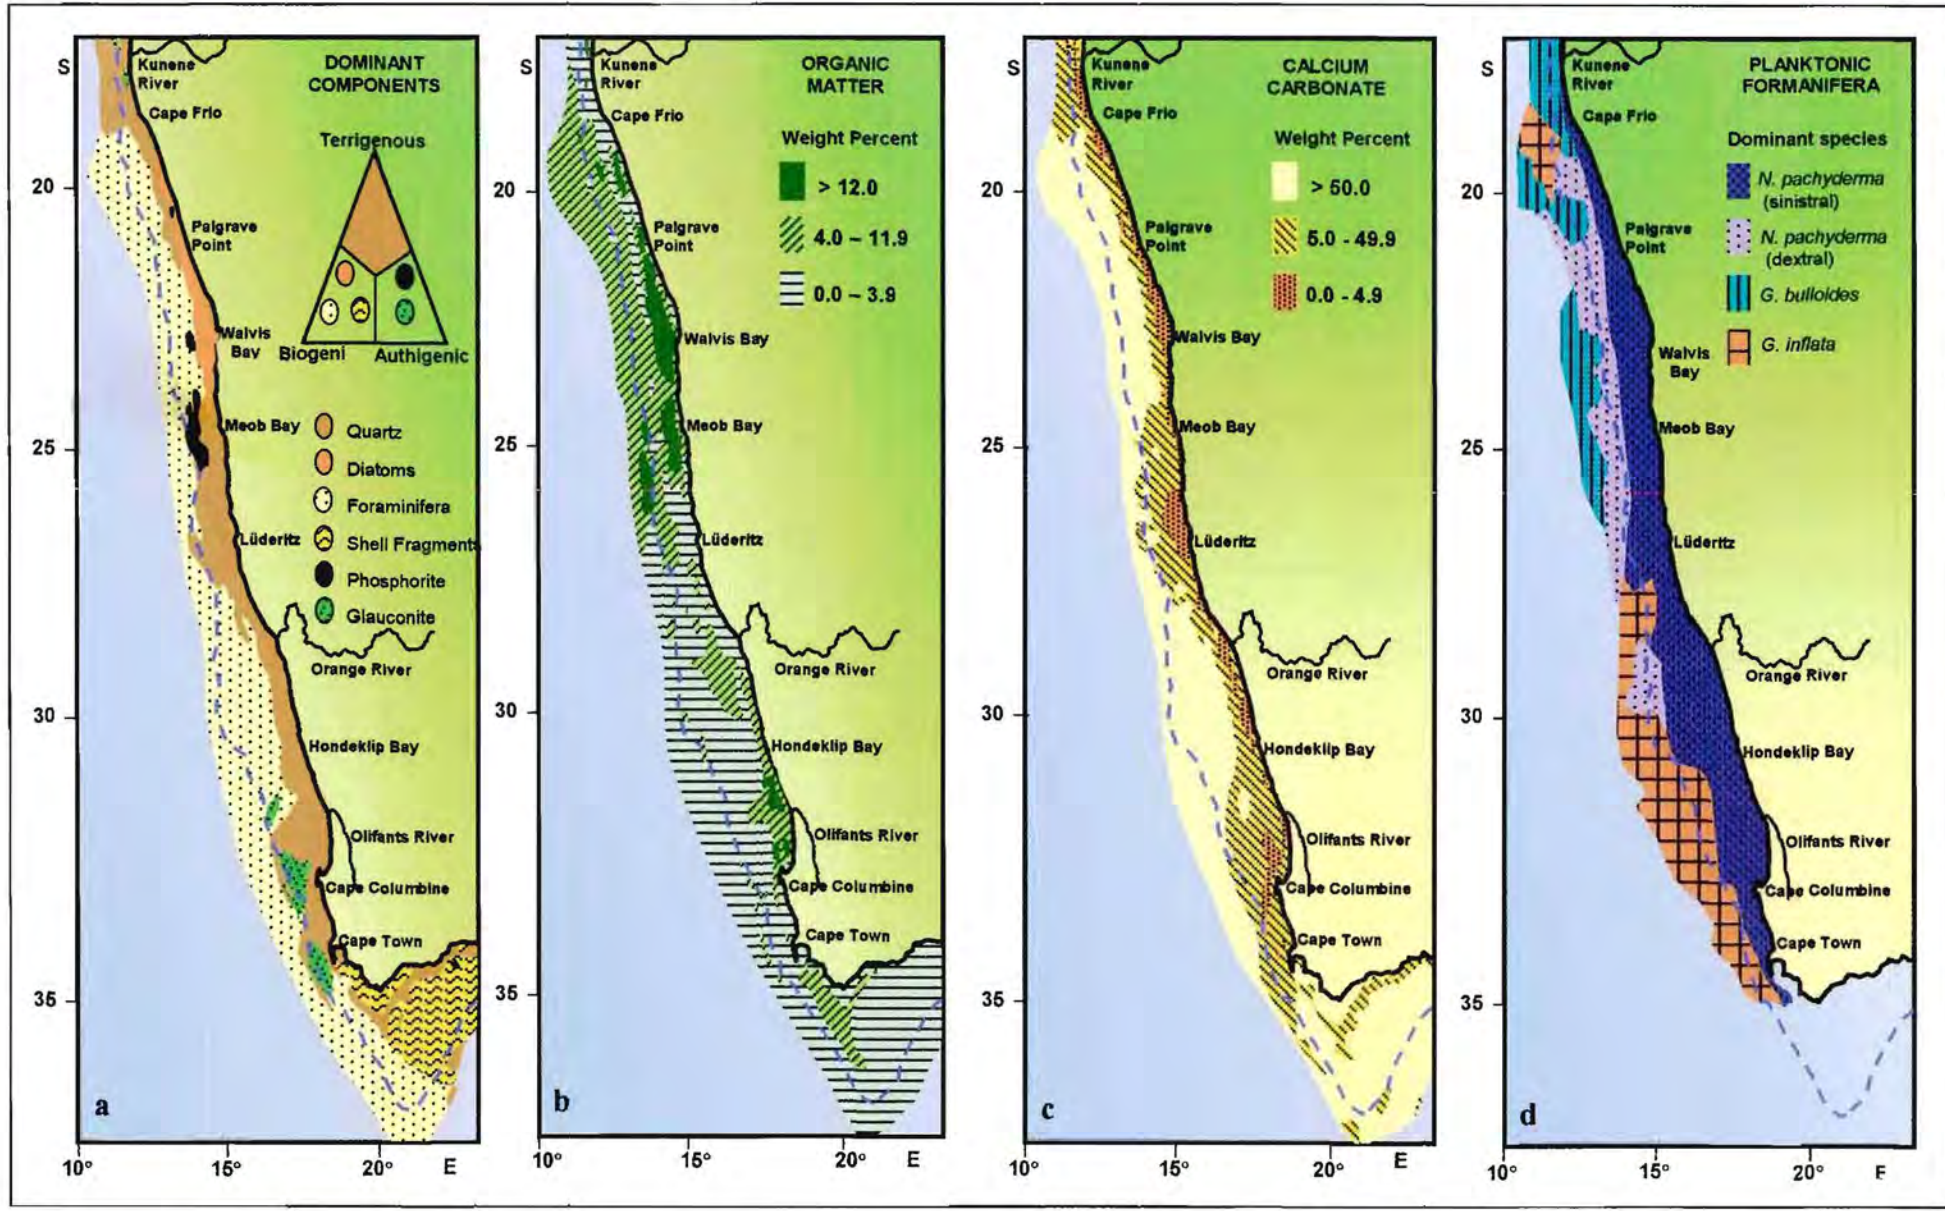 S
Kunene
River
Cape Frio
DOMINANT
COMPONENTS
Terrigenous
Biogeni
Authigenic
20
Palgrave
Point
Walvis
Bay
Meob Bay
Quartz
Diatoms
Foraminifera
Shell Fragments
Phosphorite
Glauconite
25
Lüderitz
Orange River
30
Hondeklip Bay
Olifants River
Cape Columbine
Cape Town
35
a
10°
15°
20°
E
S
Kunene
River
Cape Frio
ORGANIC
MATTER
Weight Percent
> 12.0
4.0 – 11.9
0.0 – 3.9
20
Palgrave
Point
Walvis Bay
Meob Bay
25
Lüderitz
Orange River
30
Hondeklip Bay
Olifants River
Cape Columbine
Cape Town
35
b
10°
15°
20°
E
S
Kunene
River
Cape Frio
CALCIUM
CARBONATE
Weight Percent
> 50.0
5.0 - 49.9
0.0 - 4.9
20
Palgrave
Point
Walvis Bay
Meob Bay
25
Lüderitz
Orange River
30
Hondeklip Bay
Olifants River
Cape Columbine
Cape Town
35
c
10°
15°
20°
E
S
Kunene
River
Cape Frio
PLANKTONIC
FORMANIFERA
Dominant species
N. pachyderma
(sinistral)
N. pachyderma
(dextral)
G. bulloides
G. inflata
20
Palgrave
Point
Walvis
Bay
Meob Bay
25
Lüderitz
Orange River
30
Hondeklip Bay
Olifants River
Cape Columbine
Cape Town
35
d
10°
15°
20°
E